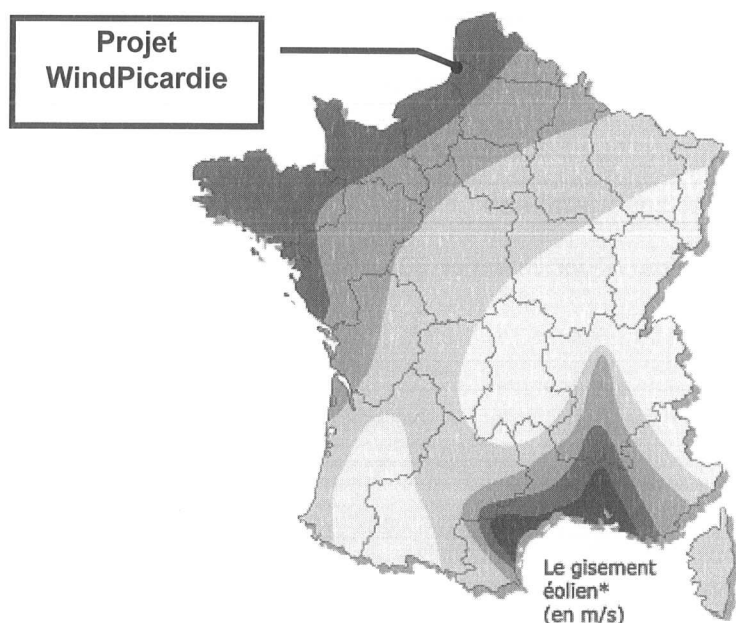 Projet
WindPicardie
Le gisement
éolien*
(en m/s)